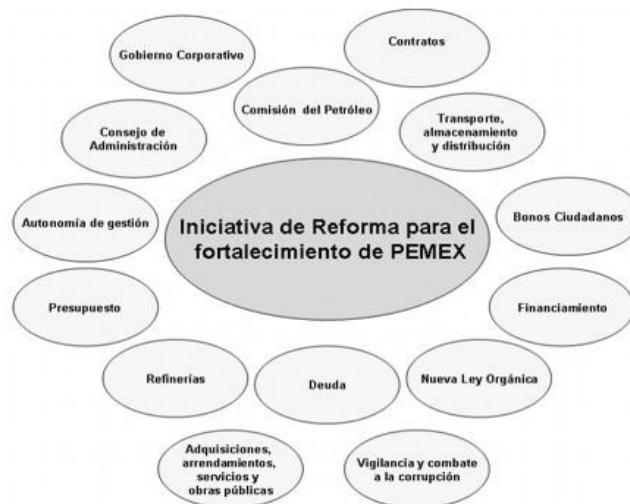 Contratos
Gobierno Corporativo
Comisión del Petróleo
Transporte,
almacenamiento
y distribución
Consejo de
Administración
Iniciativa de Reforma para el
fortalecimiento de PEMEX
Autonomía de gestión
Bonos Ciudadanos
Presupuesto
Financiamiento
Refinerías
Deuda
Nueva Ley Orgánica
Adquisiciones,
arrendamientos,
servicios y
obras públicas
Vigilancia y combate
a la corrupción